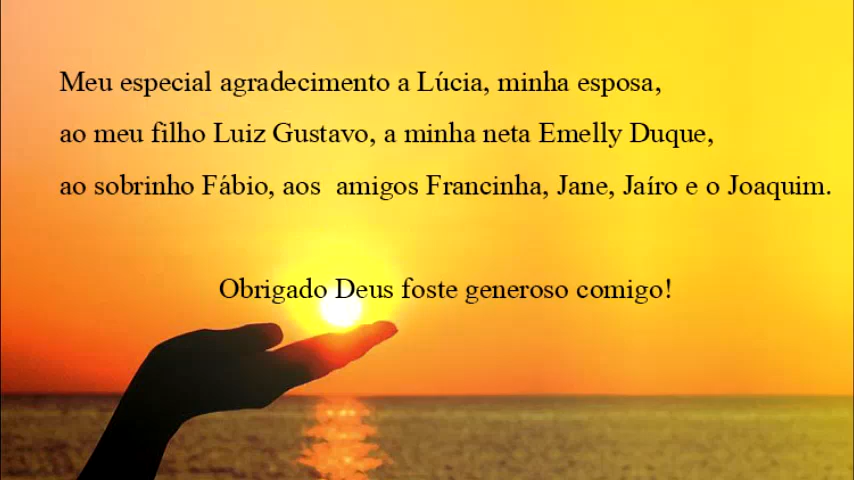 Meu especial agradecimento a Lúcia, minha esposa,
ao meu filho Luiz Gustavo, a minha neta Emelly Duque,
ao sobrinho Fábio, aos amigos Francinha, Jane, Jaíro e o Joaquim.
Obrigado Deus foste generoso comigo!